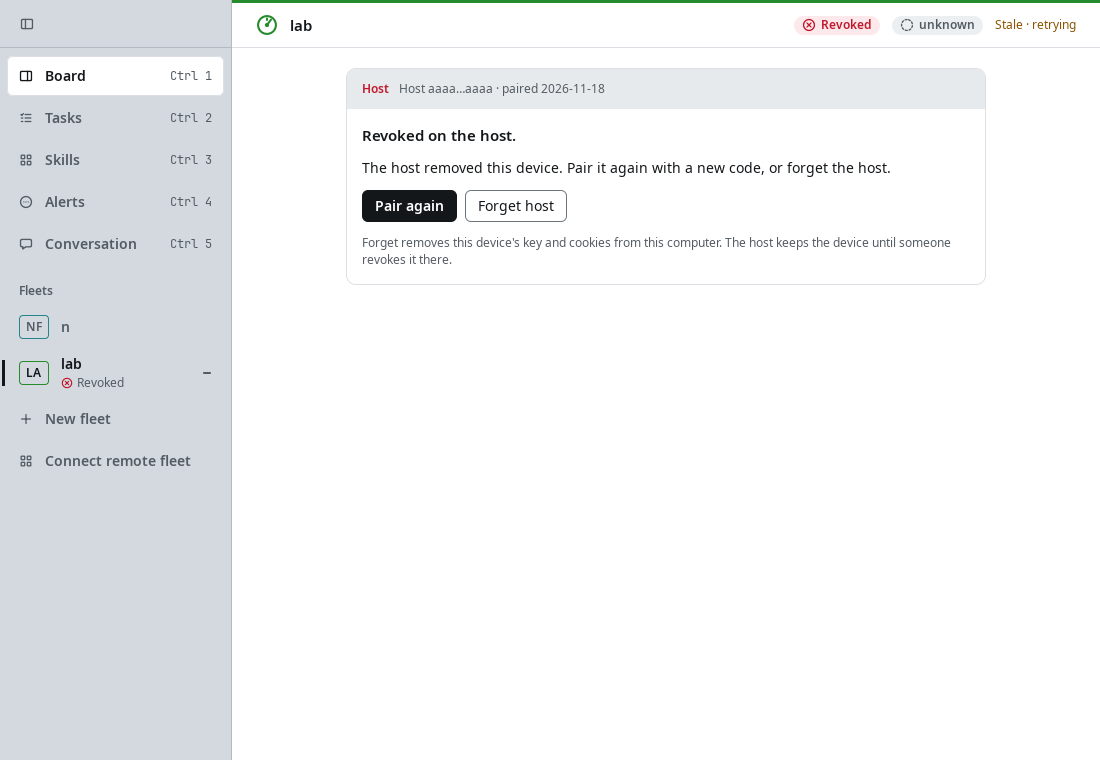 lab
Revoked
unknown
Stale · retrying
Board Ctrl 1
Tasks Ctrl 2
Skills Ctrl 3
Alerts Ctrl 4
Conversation Ctrl 5
Fleets
NF n
LA lab
Revoked
New fleet
Connect remote fleet
Host Host aaaa…aaaa · paired 2026-11-18
Revoked on the host.
The host removed this device. Pair it again with a new code, or forget the host.
Pair again Forget host
Forget removes this device's key and cookies from this computer. The host keeps the device until someone
revokes it there.